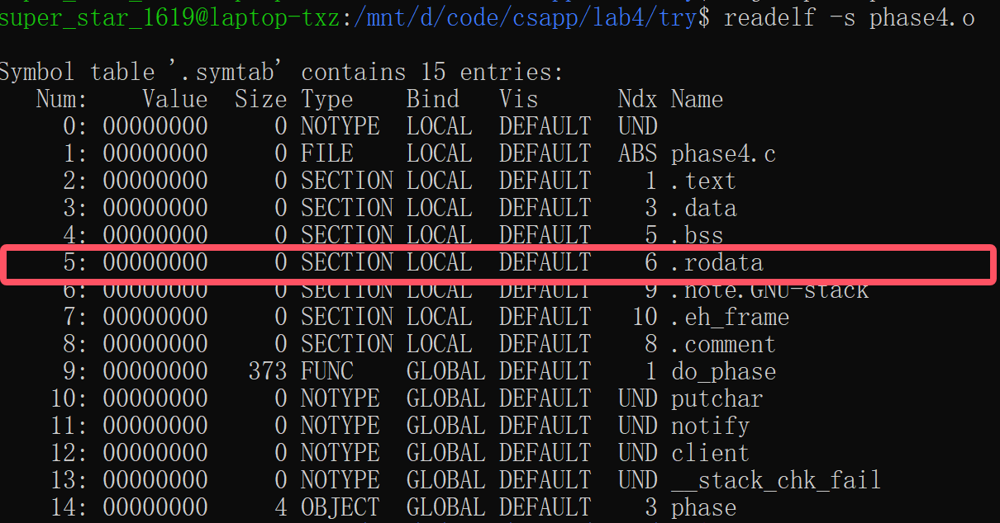 super_star_1619@laptop-txz:/mnt/d/code/csapp/lab4/try$ readelf -s phase4.o
Symbol table '.symtab' contains 15 entries:
Num: Value Size Type Bind Vis Ndx Name
0: 00000000 0 NOTYPE LOCAL DEFAULT UND
1: 00000000 0 FILE LOCAL DEFAULT ABS phase4.c
2: 00000000 0 SECTION LOCAL DEFAULT 1 .text
3: 00000000 0 SECTION LOCAL DEFAULT 3 .data
4: 00000000 0 SECTION LOCAL DEFAULT 5 .bss
5: 00000000 0 SECTION LOCAL DEFAULT 6 .rodata
6: 00000000 0 SECTION LOCAL DEFAULT 9 .note.GNU-stack
7: 00000000 0 SECTION LOCAL DEFAULT 10 .eh_frame
8: 00000000 0 SECTION LOCAL DEFAULT 8 .comment
9: 00000000 373 FUNC GLOBAL DEFAULT 1 do_phase
10: 00000000 0 NOTYPE GLOBAL DEFAULT UND putchar
11: 00000000 0 NOTYPE GLOBAL DEFAULT UND notify
12: 00000000 0 NOTYPE GLOBAL DEFAULT UND client
13: 00000000 0 NOTYPE GLOBAL DEFAULT UND __stack_chk_fail
14: 00000000 4 OBJECT GLOBAL DEFAULT 3 phase